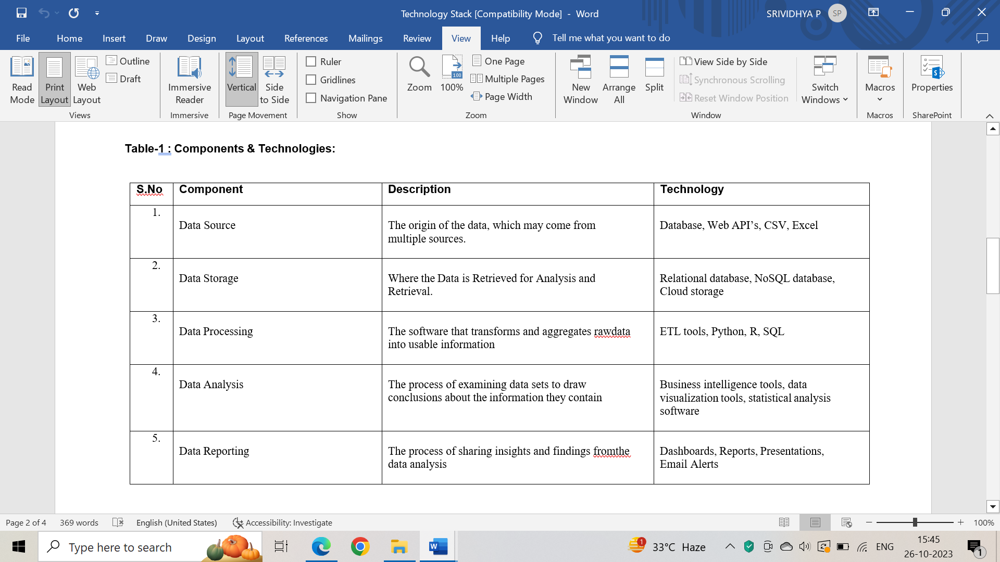 Technology Stack [Compatibility Mode] - Word
SRIVIDHYA P
SP
File Home Insert Draw Design Layout References Mailings Review View Help Tell me what you want to do
Read Mode
Print Layout
Web Layout
Outline
Draft
Views
Immersive Reader
Immersive
Vertical
Side to Side
Page Movement
Ruler
Gridlines
Navigation Pane
Show
Zoom
100
100%
One Page
Multiple Pages
Page Width
Zoom
New Window
Arrange All
Split
View Side by Side
Synchronous Scrolling
Reset Window Position
Switch Windows
Window
Macros
Macros
S
Properties
SharePoint
Table-1 : Components & Technologies:
S.No Component Description Technology
1.
Data Source
The origin of the data, which may come from
multiple sources.
Database, Web API’s, CSV, Excel
2.
Data Storage
Where the Data is Retrieved for Analysis and
Retrieval.
Relational database, NoSQL database,
Cloud storage
3.
Data Processing
The software that transforms and aggregates rawdata
into usable information
ETL tools, Python, R, SQL
4.
Data Analysis
The process of examining data sets to draw
conclusions about the information they contain
Business intelligence tools, data
visualization tools, statistical analysis
software
5.
Data Reporting
The process of sharing insights and findings fromthe
data analysis
Dashboards, Reports, Presentations,
Email Alerts
Page 2 of 4 369 words English (United States) Accessibility: Investigate 100%
Type here to search
W
1
33°C Haze
ENG
15:45
26-10-2023
1